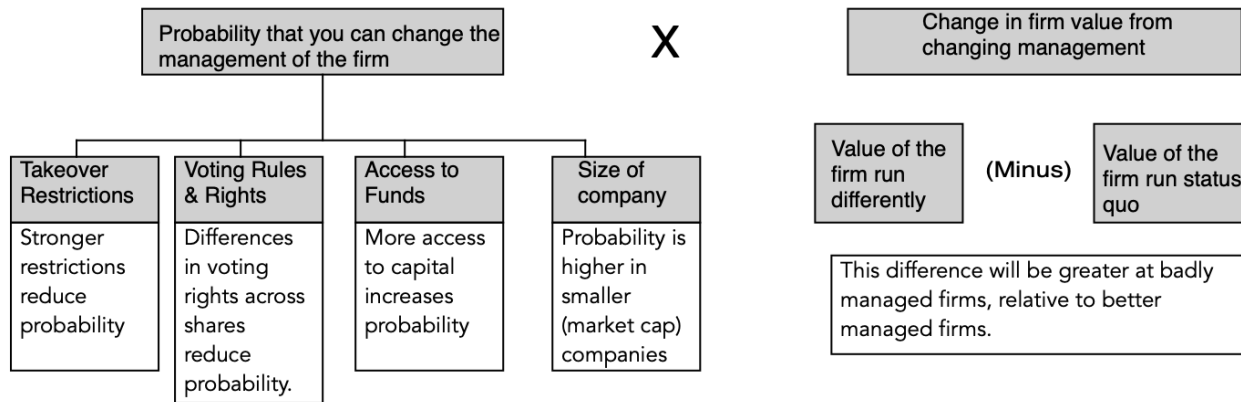 Probability that you can change the
management of the firm
X
Change in firm value from
changing management
Takeover
Restrictions
Stronger
restrictions
reduce
probability
Voting Rules
& Rights
Differences
in voting
rights across
shares
reduce
probability.
Access to
Funds
More access
to capital
increases
probability
Size of
company
Probability is
higher in
smaller
(market cap)
companies
Value of the
firm run
differently
(Minus)
Value of the
firm run status
quo
This difference will be greater at badly
managed firms, relative to better
managed firms.